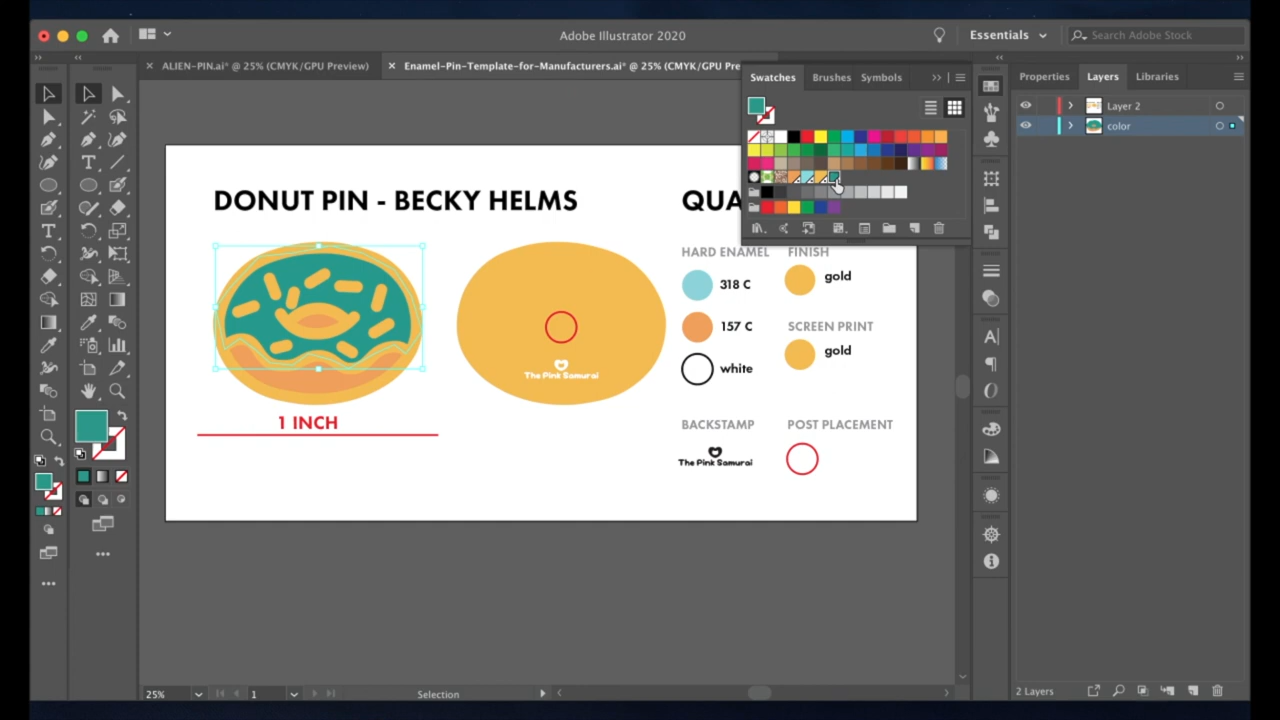 Adobe Illustrator 2020
Essentials
Search Adobe Stock
ALIEN-PIN.ai* @ 25% (CMYK/GPU Preview)
Enamel-Pin-Template-for-Manufacturers.ai* @ 25% (CMYK/GPU Pre
Swatches
Brushes
Symbols
Properties
Layers
Libraries
Layer 2
color
DONUT PIN - BECKY HELMS
QUA
HARD ENAMEL
FINISH
318 C
gold
157 C
SCREEN PRINT
gold
white
The Pink Samurai
1 INCH
BACKSTAMP
POST PLACEMENT
The Pink Samurai
25%
1
Selection
2 Layers